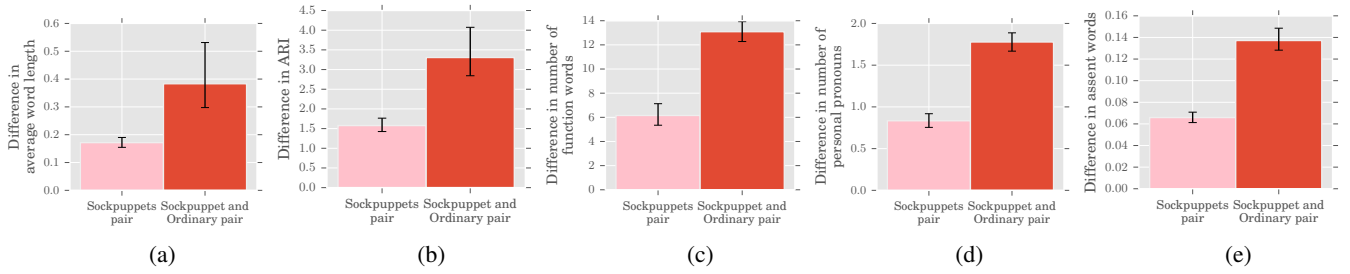 Difference in
average word length
0.6
0.5
0.4
0.3
0.2
0.1
0.0
Sockpuppets
pair
Sockpuppet and
Ordinary pair
(a)
Difference in ARI
4.5
4.0
3.5
3.0
2.5
2.0
1.5
1.0
0.5
0.0
Sockpuppets
pair
Sockpuppet and
Ordinary pair
(b)
Difference in number of
function words
14
12
10
8
6
4
2
0
Sockpuppets
pair
Sockpuppet and
Ordinary pair
(c)
Difference in number of
personal pronouns
2.0
1.5
1.0
0.5
0.0
Sockpuppets
pair
Sockpuppet and
Ordinary pair
(d)
Difference in assent words
0.16
0.14
0.12
0.10
0.08
0.06
0.04
0.02
0.00
Sockpuppets
pair
Sockpuppet and
Ordinary pair
(e)